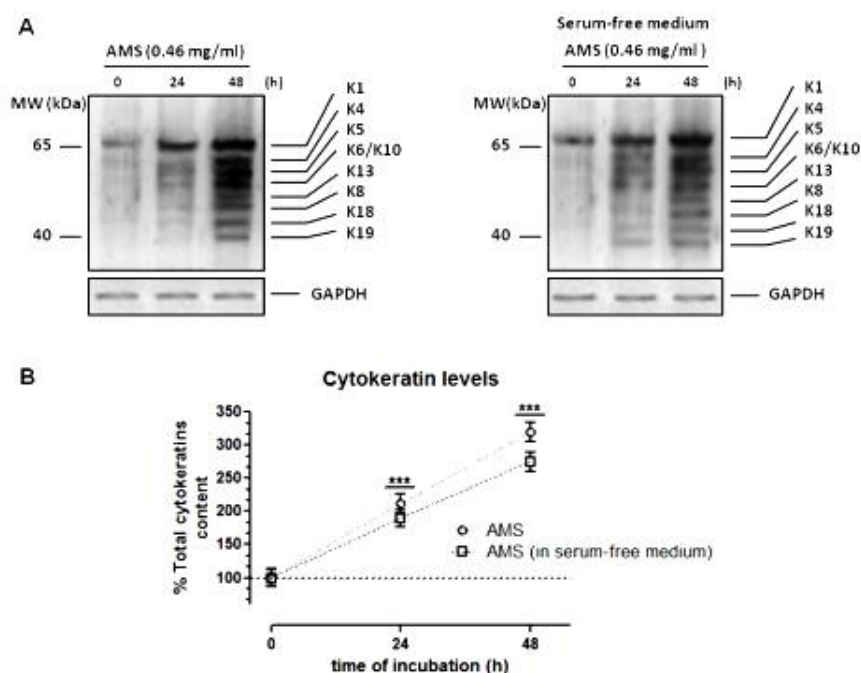 A
AMS (0.46 mg/ml)
0 24 48 (h)
MW (kDa)
65
40
K1
K4
K5
K6/K10
K13
K8
K18
K19
GAPDH
Serum-free medium
AMS (0.46 mg/ml )
0 24 48 (h)
MW(kDa)
65
40
K1
K4
K5
K6/K10
K13
K8
K18
K19
GAPDH
B
Cytokeratin levels
% Total cytokeratins
content
350
300
250
200
150
100
***
***
AMS
AMS (in serum-free medium)
0 24 48
time of incubation (h)